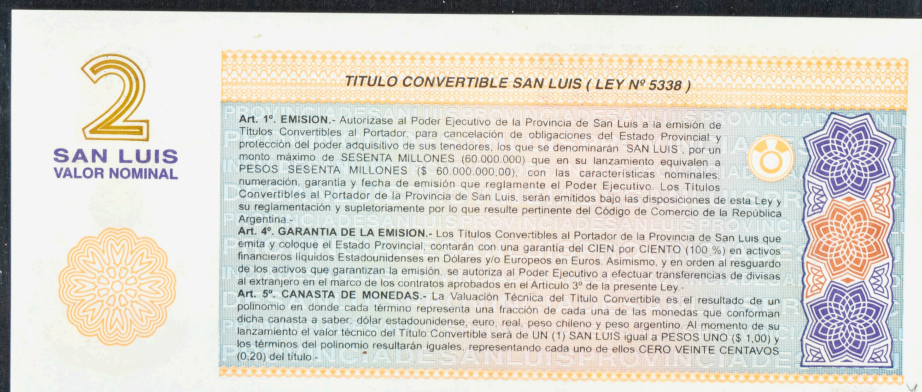 2
SAN LUIS
VALOR NOMINAL
TITULO CONVERTIBLE SAN LUIS ( LEY Nº 5338 )
Art. 1º. EMISION.- Autorizase al Poder Ejecutivo de la Provincia de San Luis a la emisión de
Títulos Convertibles al Portador, para cancelación de obligaciones del Estado Provincial y
protección del poder adquisitivo de sus tenedores, los que se denominarán ¨SAN LUIS¨, por un
monto máximo de SESENTA MILLONES (60.000.000) que en su lanzamiento equivalen a
PESOS SESENTA MILLONES ($ 60.000.000,00), con las características nominales,
numeración, garantía y fecha de emisión que reglamente el Poder Ejecutivo. Los Títulos
Convertibles al Portador de la Provincia de San Luis, serán emitidos bajo las disposiciones de esta Ley y
su reglamentación y supletoriamente por lo que resulte pertinente del Código de Comercio de la República
Argentina.-
Art. 4º. GARANTIA DE LA EMISION.- Los Títulos Convertibles al Portador de la Provincia de San Luis que
emita y coloque el Estado Provincial, contarán con una garantía del CIEN por CIENTO (100 %) en activos
financieros líquidos Estadounidenses en Dólares y/o Europeos en Euros. Asimismo, y en orden al resguardo
de los activos que garantizan la emisión, se autoriza al Poder Ejecutivo a efectuar transferencias de divisas
al extranjero en el marco de los contratos aprobados en el Artículo 3º de la presente Ley.-
Art. 5º. CANASTA DE MONEDAS.- La Valuación Técnica del Título Convertible es el resultado de un
polinomio en donde cada término representa una fracción de cada una de las monedas que conforman
dicha canasta a saber: dólar estadounidense, euro, real, peso chileno y peso argentino. Al momento de su
lanzamiento el valor técnico del Título Convertible será de UN (1) SAN LUIS igual a PESOS UNO ($ 1,00) y
los términos del polinomio resultarán iguales, representando cada uno de ellos CERO VEINTE CENTAVOS
(0,20) del título.-